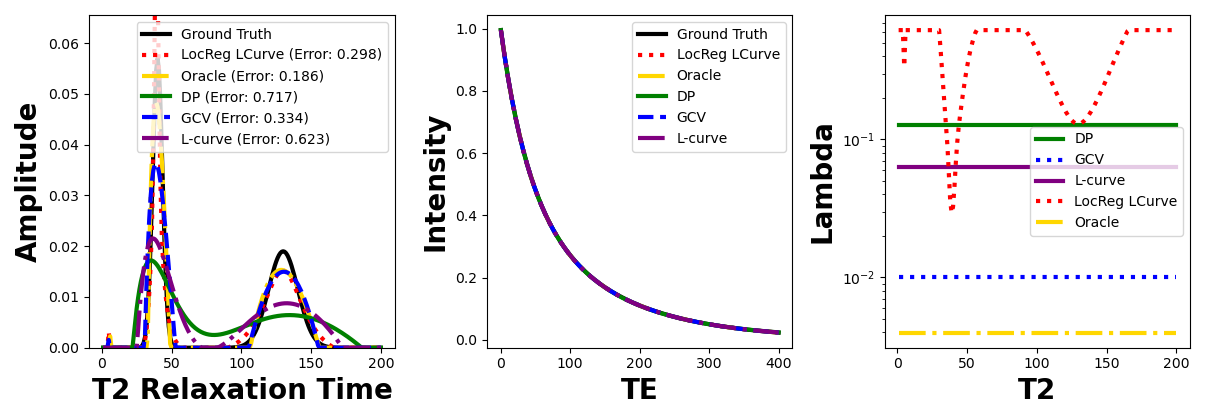 Amplitude
0.06
0.05
0.04
0.03
0.02
0.01
0.00
Ground Truth
LocReg LCurve (Error: 0.298)
Oracle (Error: 0.186)
DP (Error: 0.717)
GCV (Error: 0.334)
L-curve (Error: 0.623)
0 50 100 150 200
T2 Relaxation Time
Intensity
1.0
0.8
0.6
0.4
0.2
0.0
Ground Truth
LocReg LCurve
Oracle
DP
GCV
L-curve
0 100 200 300 400
TE
Lambda
10⁻¹
10⁻²
DP
GCV
L-curve
LocReg LCurve
Oracle
0 50 100 150 200
T2